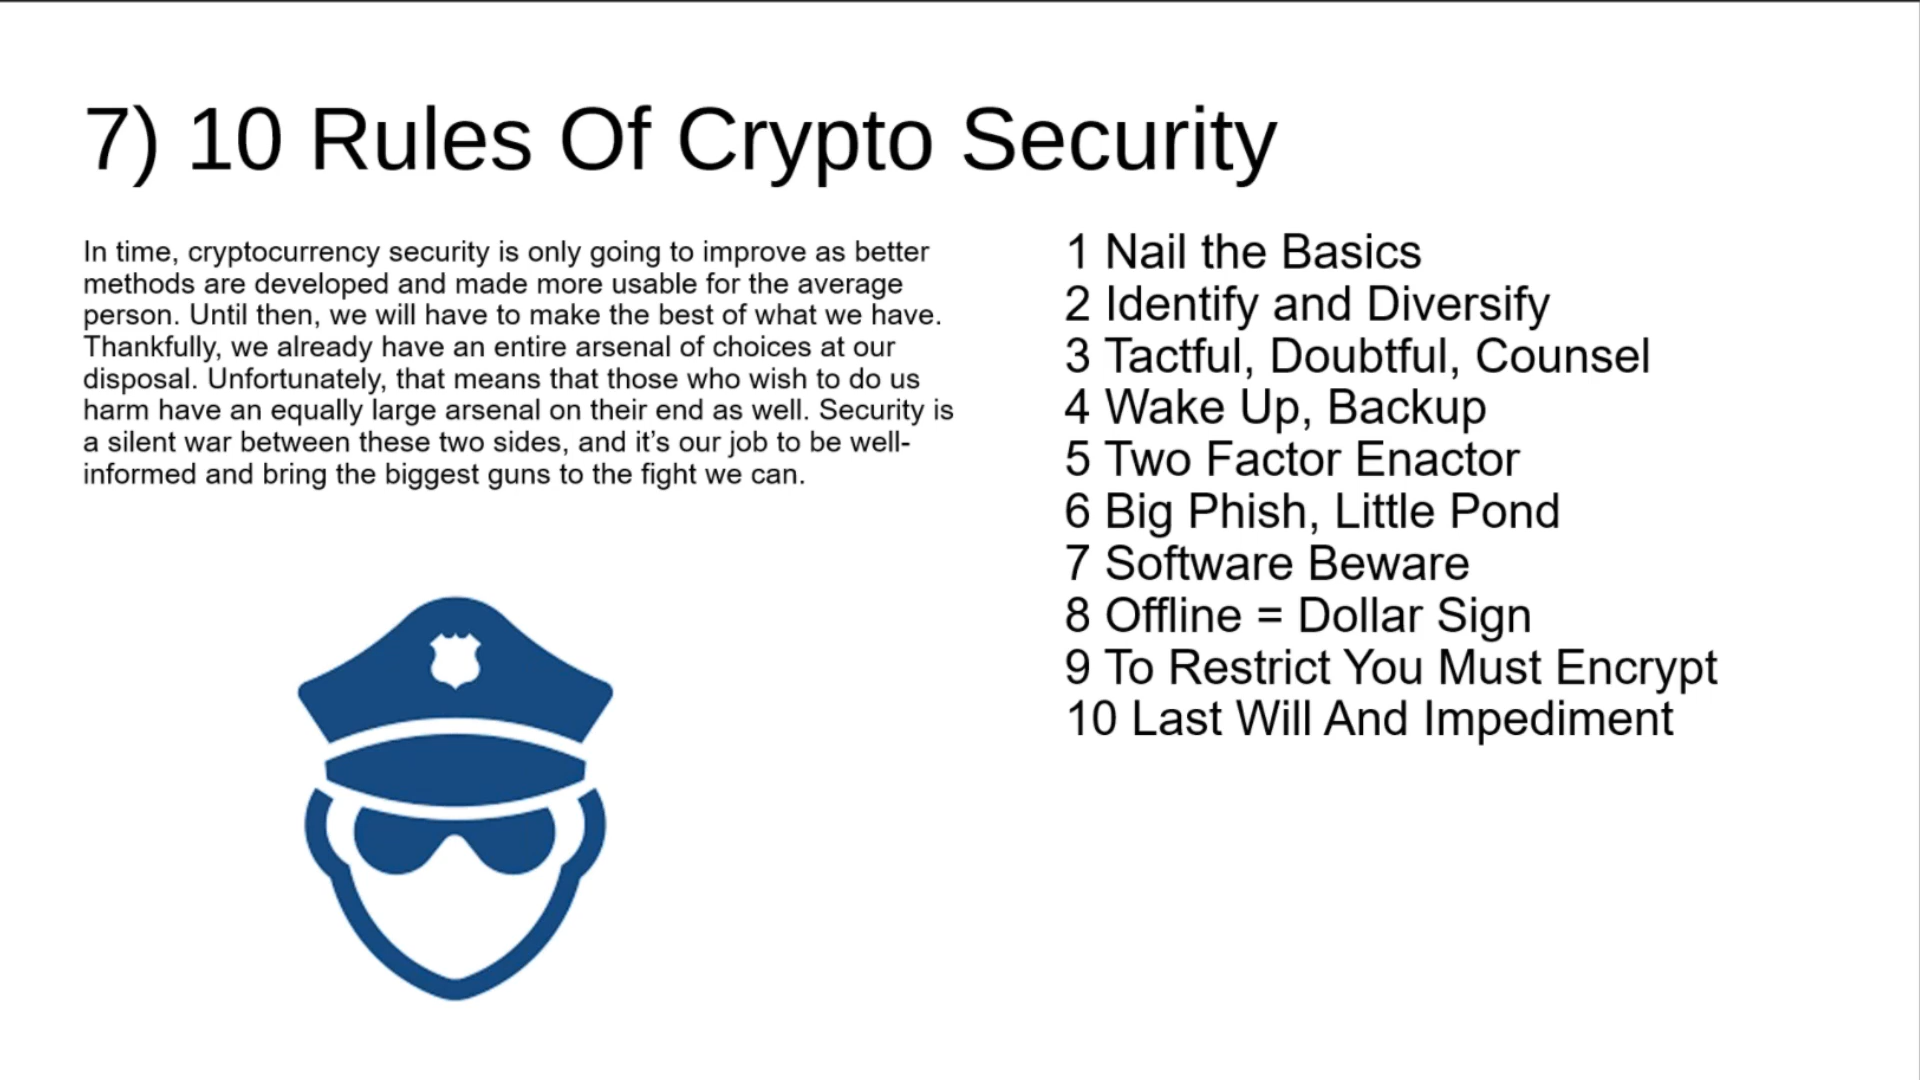 7) 10 Rules Of Crypto Security
In time, cryptocurrency security is only going to improve as better
methods are developed and made more usable for the average
person. Until then, we will have to make the best of what we have.
Thankfully, we already have an entire arsenal of choices at our
disposal. Unfortunately, that means that those who wish to do us
harm have an equally large arsenal on their end as well. Security is
a silent war between these two sides, and it’s our job to be well-
informed and bring the biggest guns to the fight we can.
1 Nail the Basics
2 Identify and Diversify
3 Tactful, Doubtful, Counsel
4 Wake Up, Backup
5 Two Factor Enactor
6 Big Phish, Little Pond
7 Software Beware
8 Offline = Dollar Sign
9 To Restrict You Must Encrypt
10 Last Will And Impediment